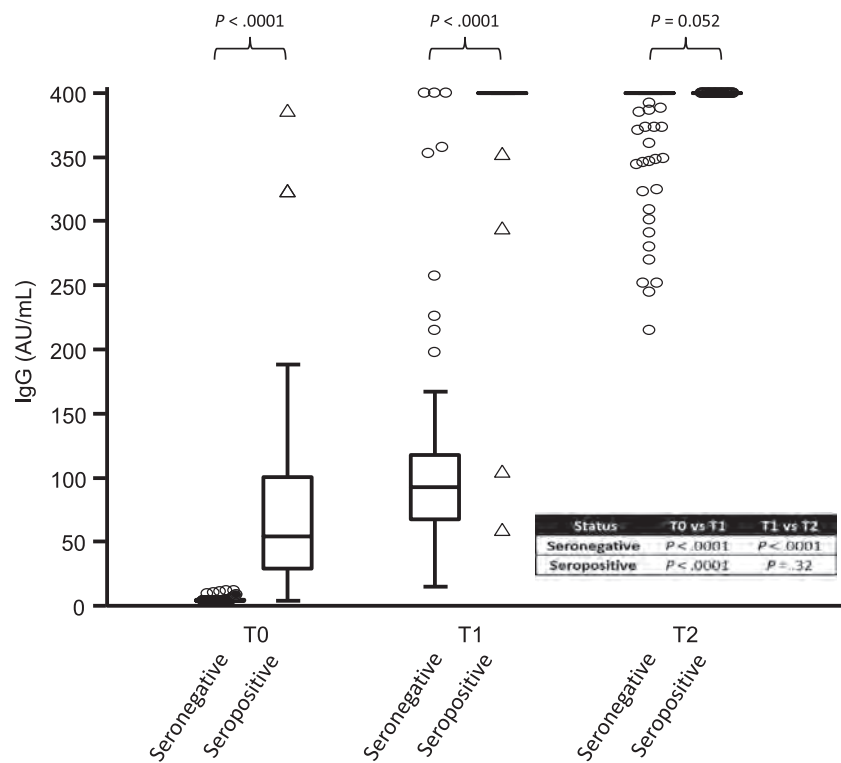 P < .0001 P < .0001 P = 0.052
400
350
300
250
200
150
100
50
0
IgG (AU/mL)
Status T0 vs T1 T1 vs T2
Seronegative P < .0001 P < .0001
Seropositive P < .0001 P = .32
T0 T1 T2
Seronegative Seropositive Seronegative Seropositive Seronegative Seropositive